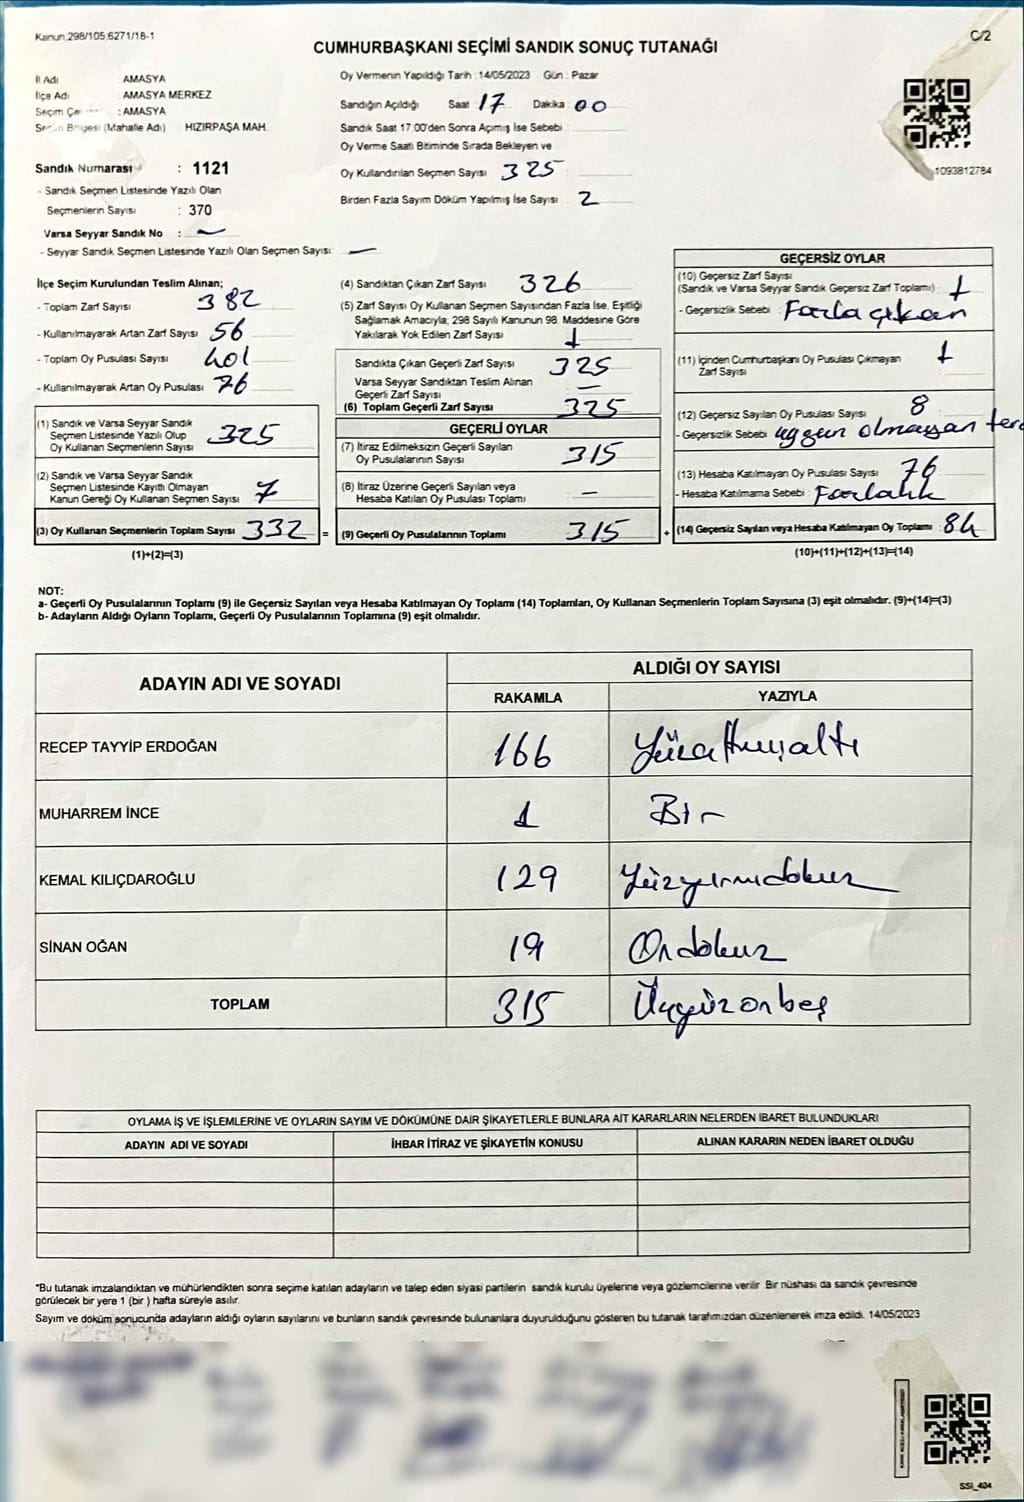 Kanun:298/105,6271/18-1
C/2
CUMHURBAŞKANI SEÇİMİ SANDIK SONUÇ TUTANAĞI
İl Adı : AMASYA
İlçe Adı : AMASYA MERKEZ
Seçim Çe : AMASYA
Seçim Bölgesi (Mahalle Adı) HIZIRPAŞA MAH.
Sandık Numarası : 1121
- Sandık Seçmen Listesinde Yazılı Olan
Seçmenlerin Sayısı : 370
Varsa Seyyar Sandık No : -
- Seyyar Sandık Seçmen Listesinde Yazılı Olan Seçmen Sayısı: -
Oy Vermenin Yapıldığı Tarih :14/05/2023 Gün : Pazar
Sandığın Açıldığı Saat 17 Dakika 00
Sandık Saat 17:00'den Sonra Açımış İse Sebebi :
Oy Verme Saati Bitiminde Sırada Bekleyen ve
Oy Kullandırılan Seçmen Sayısı 325
Birden Fazla Sayım Döküm Yapılmış İse Sayısı : 2
1093812784
İlçe Seçim Kurulundan Teslim Alınan;
- Toplam Zarf Sayısı 382
- Kullanılmayarak Artan Zarf Sayısı 56
- Toplam Oy Pusulası Sayısı 401
- Kullanılmayarak Artan Oy Pusulası 76
(1) Sandık ve Varsa Seyyar Sandık
Seçmen Listesinde Yazılı Olup
Oy Kullanan Seçmenlerin Sayısı 325
(2) Sandık ve Varsa Seyyar Sandık
Seçmen Listesinde Kayıtlı Olmayan
Kanun Gereği Oy Kullanan Seçmen Sayısı 7
(3) Oy Kullanan Seçmenlerin Toplam Sayısı 332 =
(1)+(2)=(3)
(4) Sandıktan Çıkan Zarf Sayısı 326
(5) Zarf Sayısı Oy Kullanan Seçmen Sayısından Fazla İse, Eşitliği
Sağlamak Amacıyla; 298 Sayılı Kanunun 98. Maddesine Göre
Yakılarak Yok Edilen Zarf Sayısı 1
Sandıkta Çıkan Geçerli Zarf Sayısı 325
Varsa Seyyar Sandıktan Teslim Alınan
Geçerli Zarf Sayısı -
(6) Toplam Geçerli Zarf Sayısı 325
GEÇERLİ OYLAR
(7) İtiraz Edilmeksizin Geçerli Sayılan
Oy Pusulalarının Sayısı 315
(8) İtiraz Üzerine Geçerli Sayılan veya
Hesaba Katılan Oy Pusulası Toplamı -
(9) Geçerli Oy Pusulalarının Toplamı 315 +
GEÇERSİZ OYLAR
(10) Geçersiz Zarf Sayısı
(Sandık ve Varsa Seyyar Sandık Geçersiz Zarf Toplamı) : 1
- Geçersizlik Sebebi : Fazla çıkan
(11) İçinden Cumhurbaşkanı Oy Pusulası Çıkmayan
Zarf Sayısı : 1
(12) Geçersiz Sayılan Oy Pusulası Sayısı 8
- Geçersizlik Sebebi uygun olmayan terc
(13) Hesaba Katılmayan Oy Pusulası Sayısı 76
- Hesaba Katılmama Sebebi : Fazlalık
(14) Geçersiz Sayılan veya Hesaba Katılmayan Oy Toplamı : 84
(10)+(11)+(12)+(13)=(14)
NOT:
a- Geçerli Oy Pusulalarının Toplamı (9) ile Geçersiz Sayılan veya Hesaba Katılmayan Oy Toplamı (14) Toplamları, Oy Kullanan Seçmenlerin Toplam Sayısına (3) eşit olmalıdır. (9)+(14)=(3)
b- Adayların Aldığı Oyların Toplamı, Geçerli Oy Pusulalarının Toplamına (9) eşit olmalıdır.
ADAYIN ADI VE SOYADI ALDIĞI OY SAYISI
RAKAMLA YAZIYLA
RECEP TAYYİP ERDOĞAN 166 Yüzatmışaltı
MUHARREM İNCE 1 Bir
KEMAL KILIÇDAROĞLU 129 Yüzyirmidokuz
SİNAN OĞAN 19 Ondokuz
TOPLAM 315 Üçyüzonbeş
OYLAMA İŞ VE İŞLEMLERİNE VE OYLARIN SAYIM VE DÖKÜMÜNE DAİR ŞİKAYETLERLE BUNLARA AİT KARARLARIN NELERDEN İBARET BULUNDUKLARI
ADAYIN ADI VE SOYADI İHBAR İTİRAZ VE ŞİKAYETİN KONUSU ALINAN KARARIN NEDEN İBARET OLDUĞU
*Bu tutanak imzalandıktan ve mühürlendikten sonra seçime katılan adayların ve talep eden siyasi partilerin sandık kurulu üyelerine veya gözlemcilerine verilir. Bir nüshası da sandık çevresinde
görülecek bir yere 1 (bir ) hafta süreyle asılır.
Sayım ve döküm sonucunda adayların aldığı oyların sayılarını ve bunların sandık çevresinde bulunanlara duyurulduğunu gösteren bu tutanak tarafımızdan düzenlenerek imza edildi. 14/05/2023
SSI_404